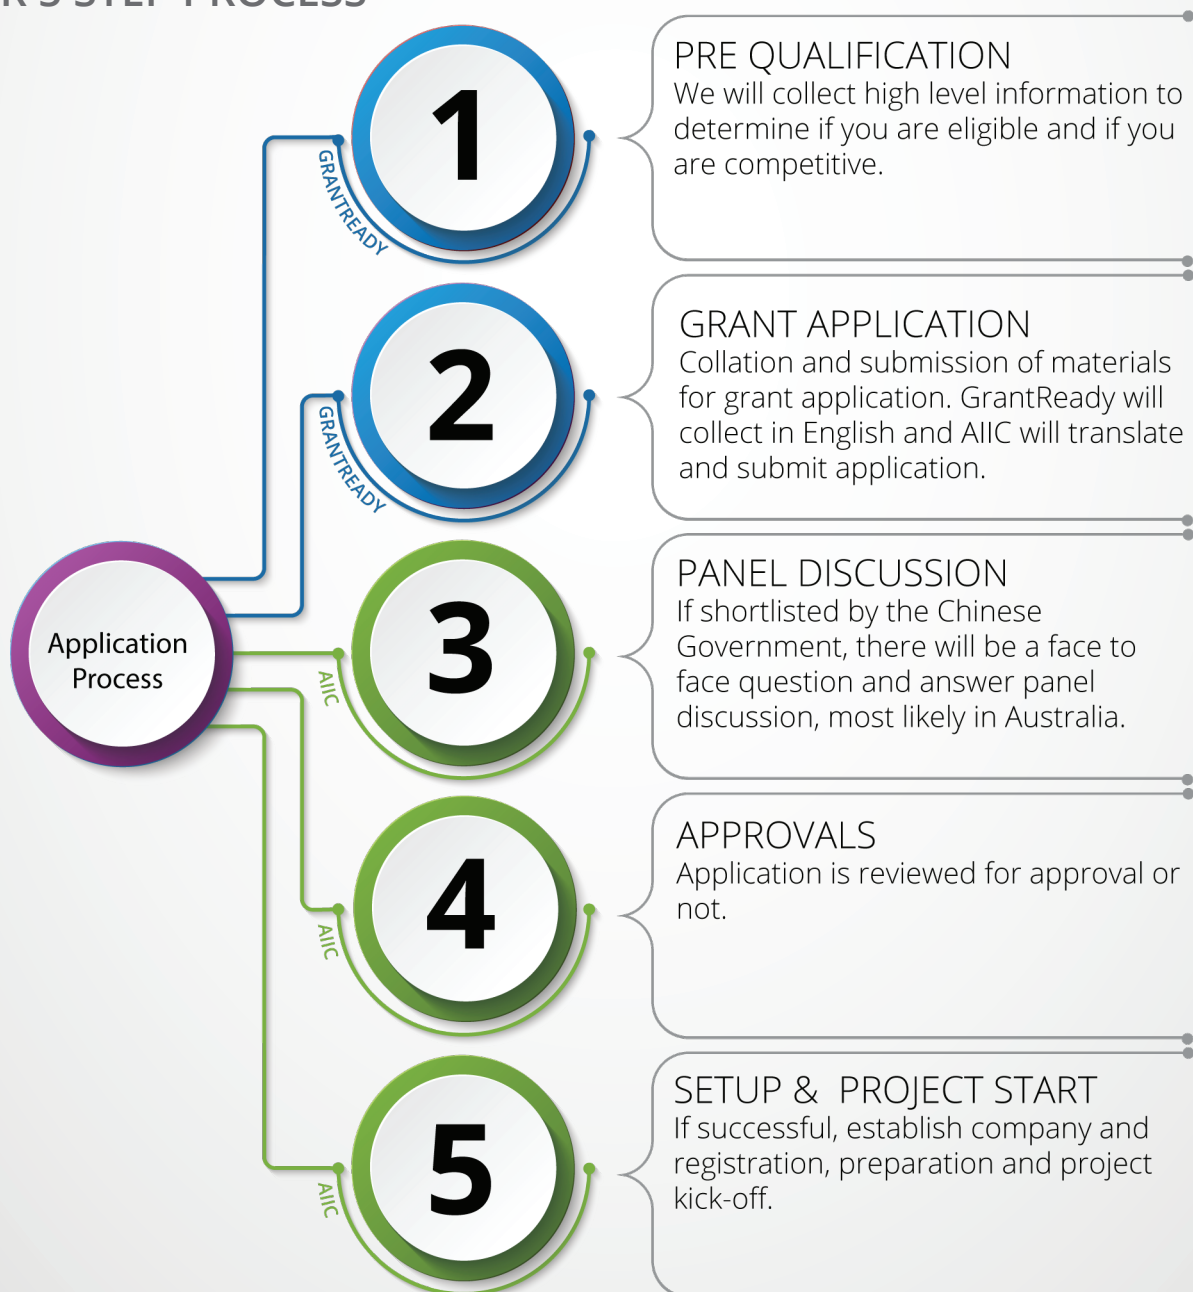 R 5 STEP PROCESS
1
GRANTREADY
PRE QUALIFICATION
We will collect high level information to
determine if you are eligible and if you
are competitive.
2
GRANTREADY
GRANT APPLICATION
Collation and submission of materials
for grant application. GrantReady will
collect in English and AIIC will translate
and submit application.
Application
Process
3
AIIC
PANEL DISCUSSION
If shortlisted by the Chinese
Government, there will be a face to
face question and answer panel
discussion, most likely in Australia.
4
AIIC
APPROVALS
Application is reviewed for approval or
not.
5
AIIC
SETUP &  PROJECT START
If successful, establish company and
registration, preparation and project
kick-off.